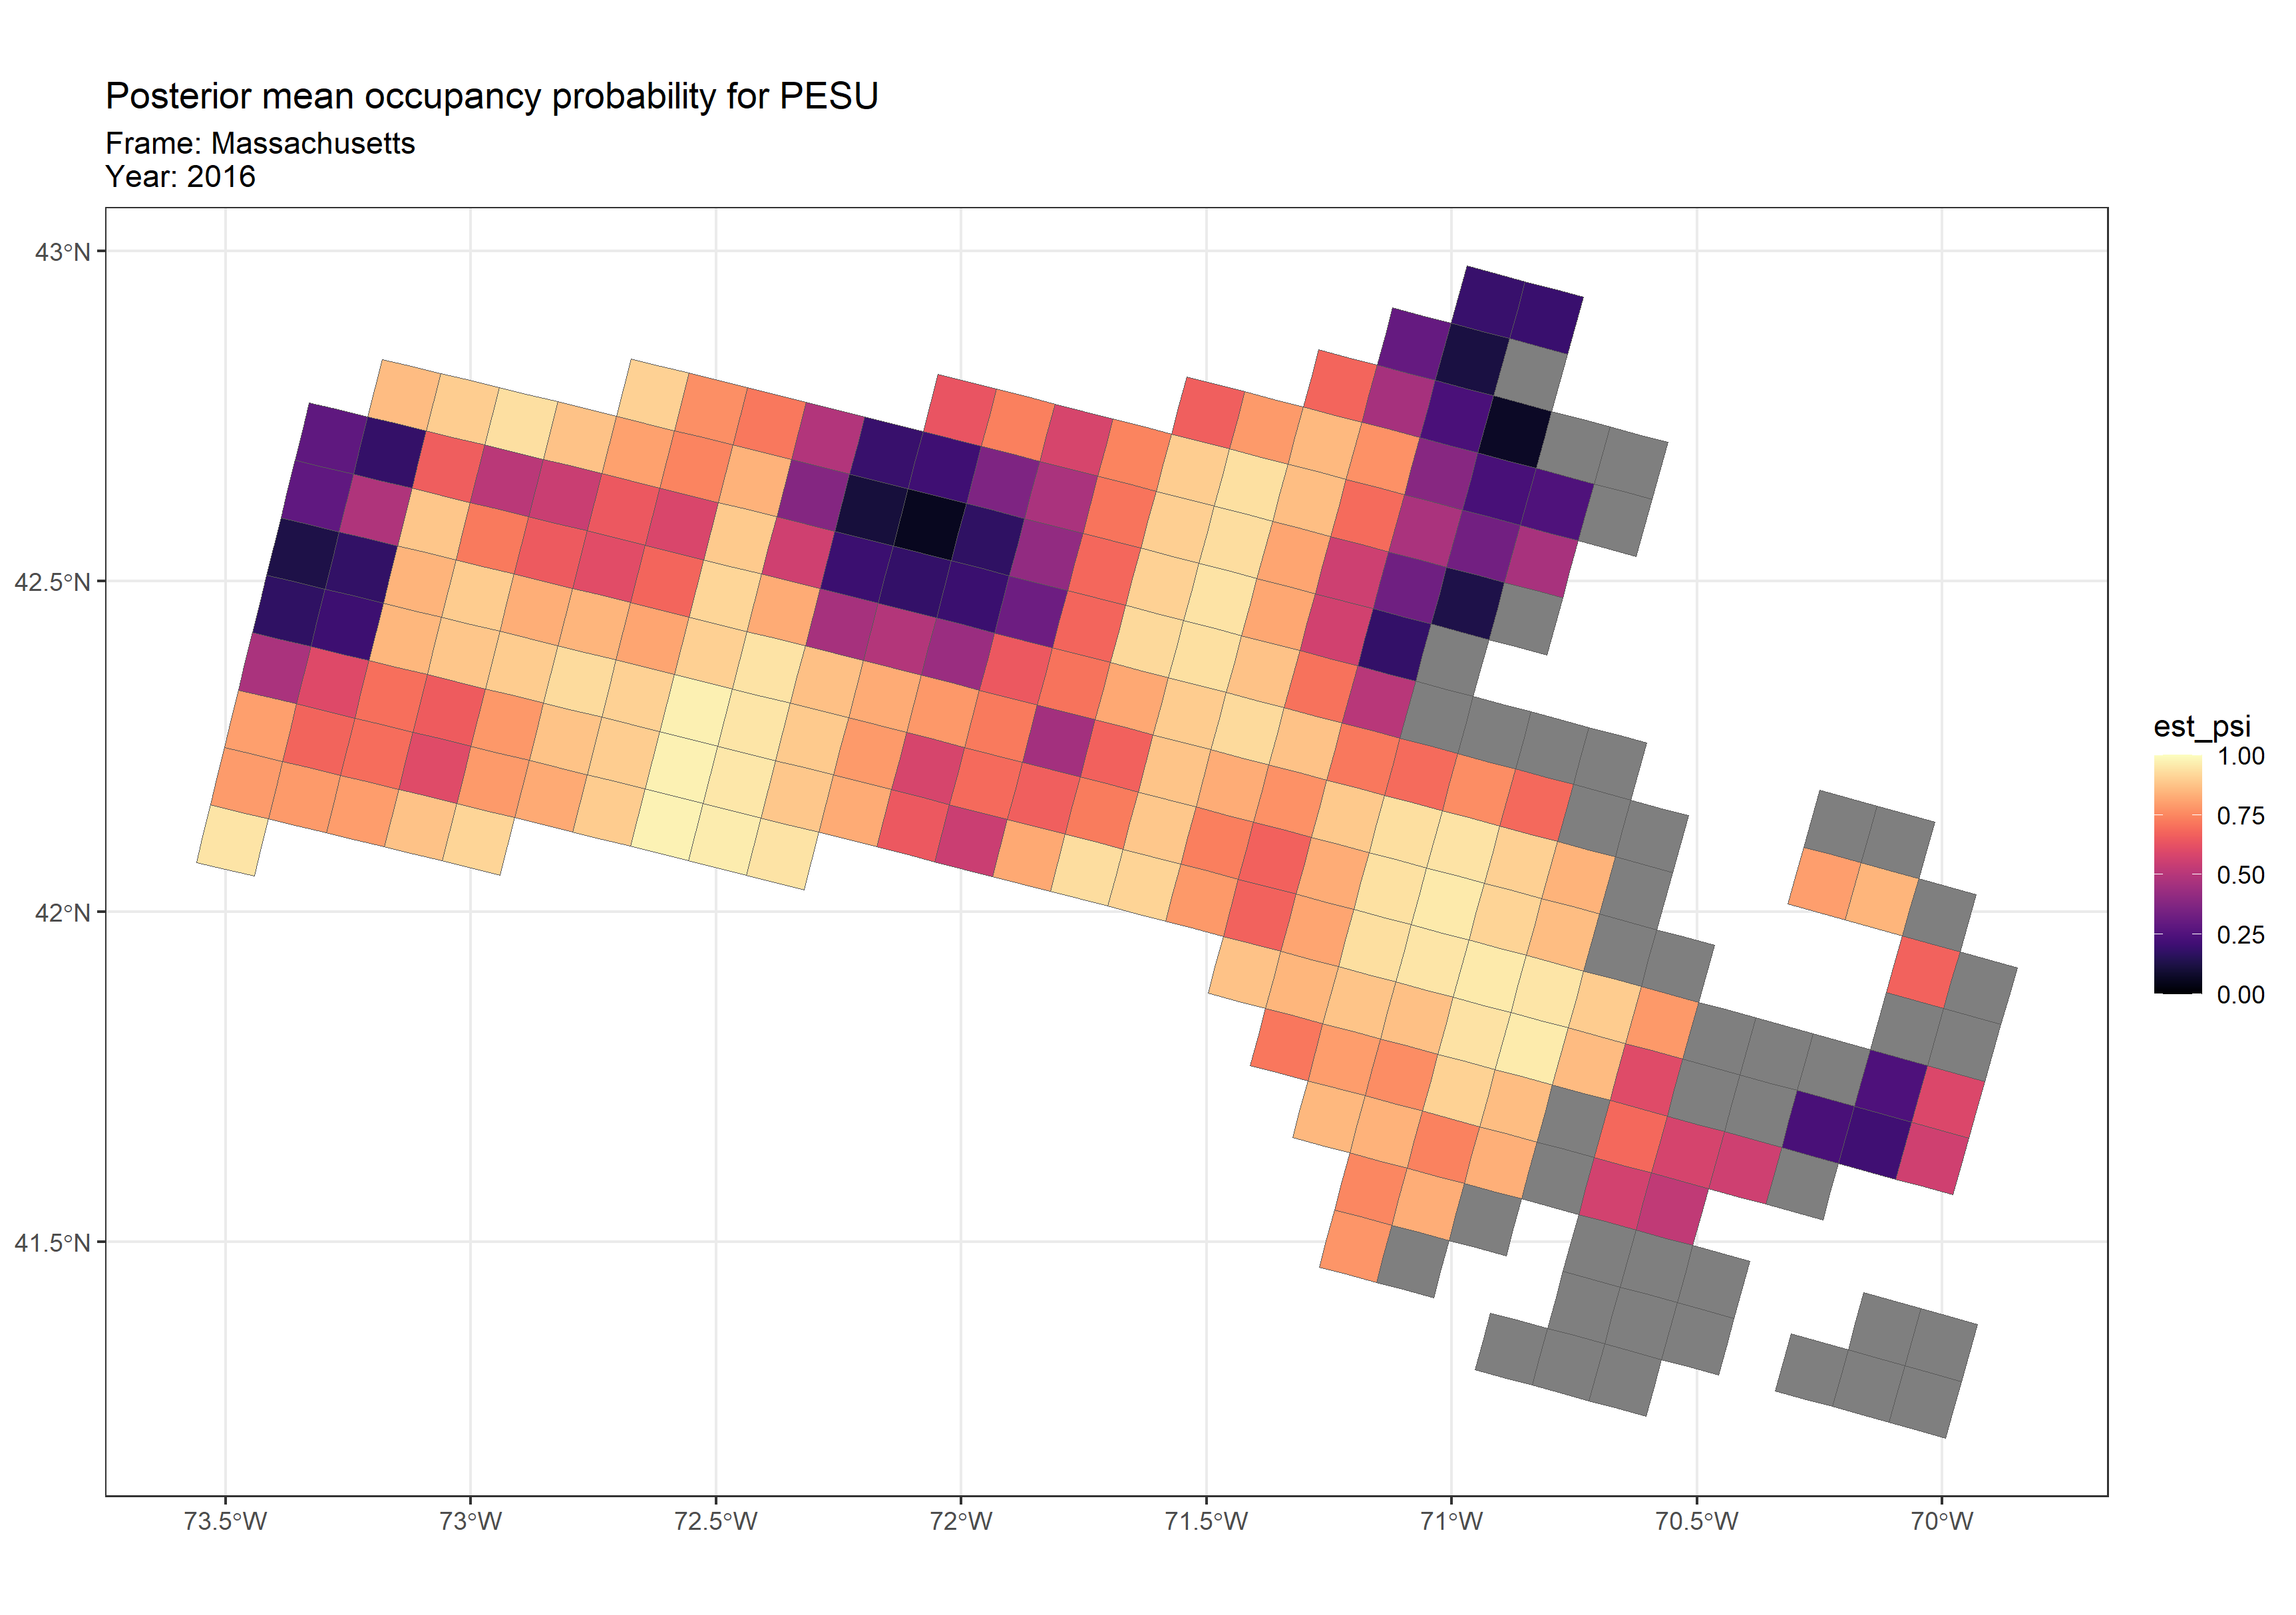 Posterior mean occupancy probability for PESU
Frame: Massachusetts
Year: 2016
43°N
42.5°N
42°N
41.5°N
73.5°W
73°W
72.5°W
72°W
71.5°W
71°W
70.5°W
70°W
est_psi
1.00
0.75
0.50
0.25
0.00